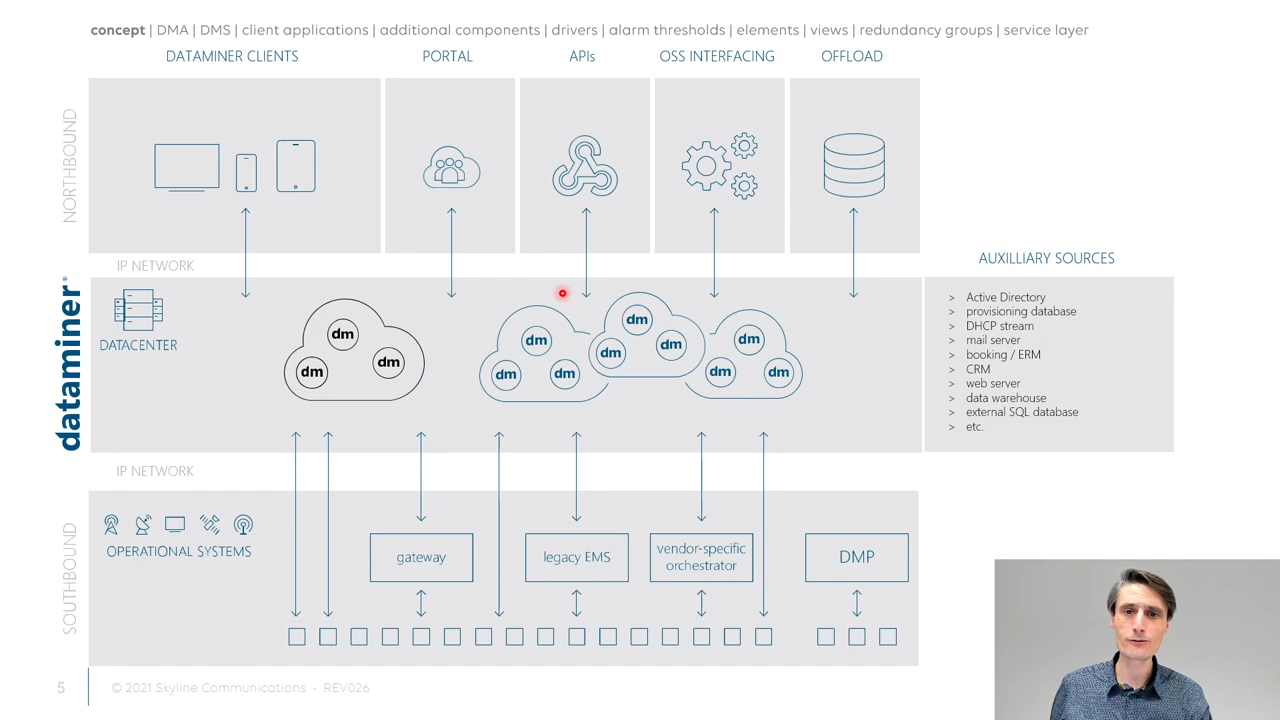 concept | DMA | DMS | client applications | additional components | drivers | alarm thresholds | elements | views | redundancy groups | service layer
DATAMINER CLIENTS
PORTAL
APIs
OSS INTERFACING
OFFLOAD
NORTHBOUND
IP NETWORK
AUXILLIARY SOURCES
dataminer®
DATACENTER
dm
dm
dm
dm
dm
dm
dm
dm
dm
dm
dm
dm
> Active Directory
> provisioning database
> DHCP stream
> mail server
> booking / ERM
> CRM
> web server
> data warehouse
> external SQL database
> etc.
IP NETWORK
SOUTHBOUND
OPERATIONAL SYSTEMS
gateway
legacy EMS
vendor-specific
orchestrator
DMP
5
© 2021 Skyline Communications - REV026